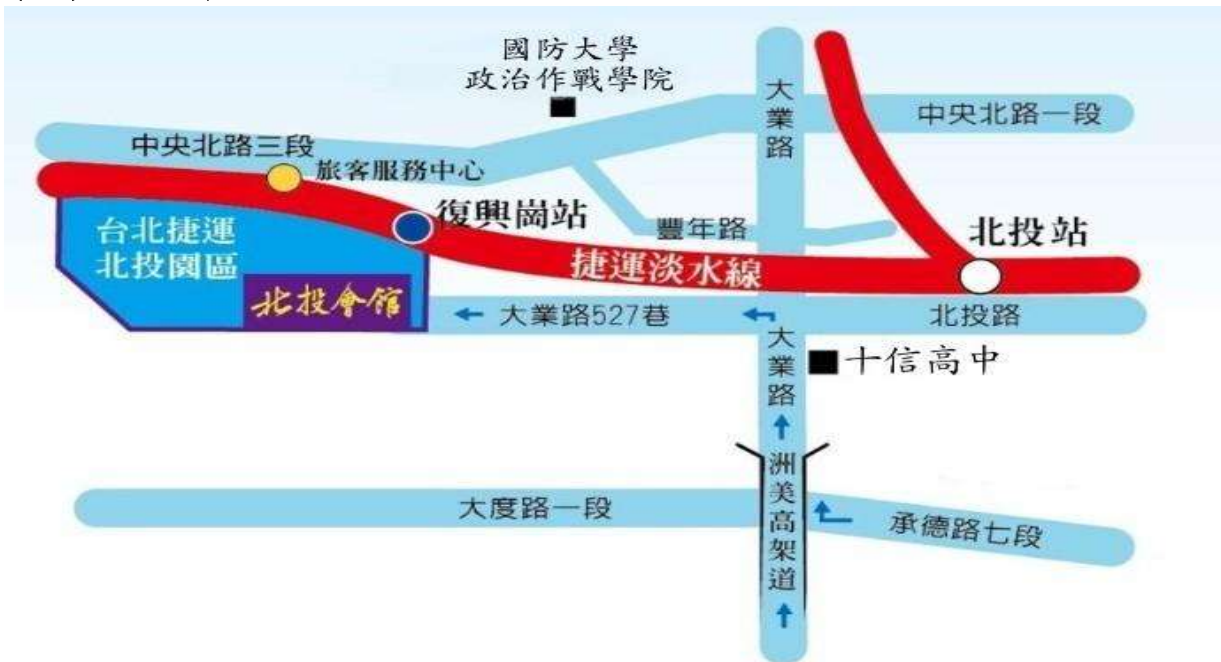 國防大學
政治作戰學院
大業路
中央北路一段
中央北路三段
旅客服務中心
復興崗站
豐年路
北投站
台北捷運
北投園區
捷運淡水線
北投會館
大業路527巷
北投路
大業路
十信高中
洲美高架道
大度路一段
承德路七段